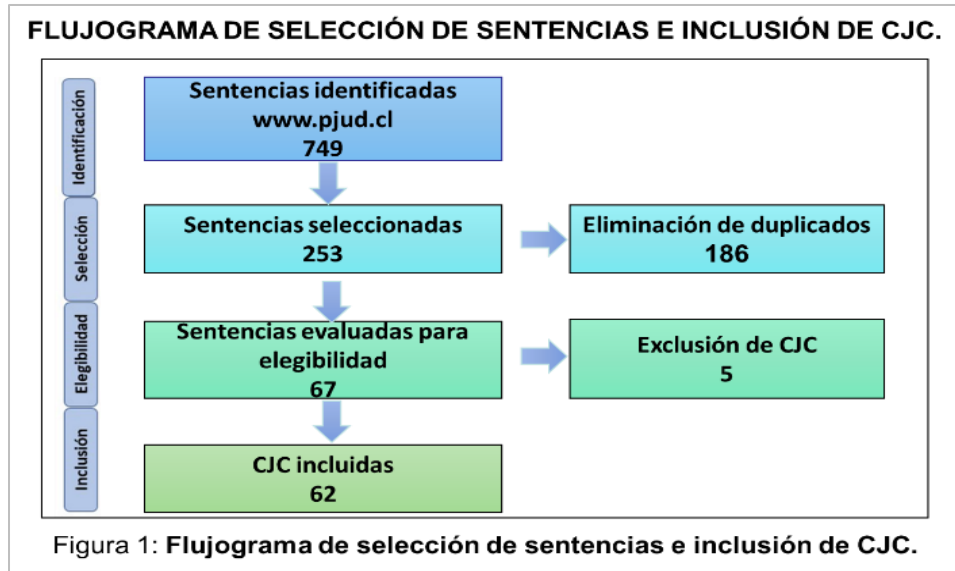 FLUJOGRAMA DE SELECCIÓN DE SENTENCIAS E INCLUSIÓN DE CJC.
Identificación
Sentencias identificadas
www.pjud.cl
749
Selección
Sentencias seleccionadas
253
Eliminación de duplicados
186
Elegibilidad
Sentencias evaluadas para
elegibilidad
67
Exclusión de CJC
5
Inclusión
CJC incluidas
62
Figura 1: Flujograma de selección de sentencias e inclusión de CJC.